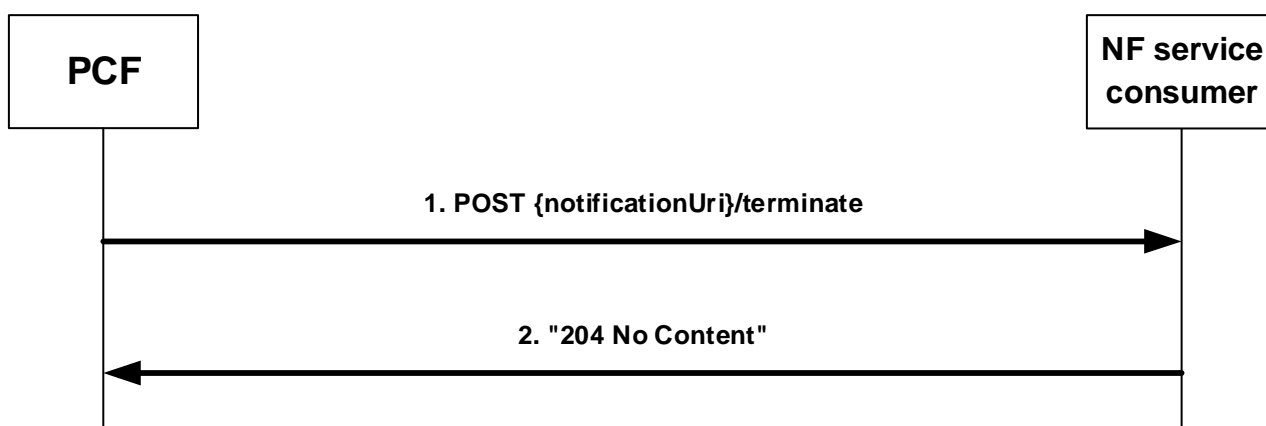 PCF
NF service
consumer
1. POST {notificationUri}/terminate
2. "204 No Content"